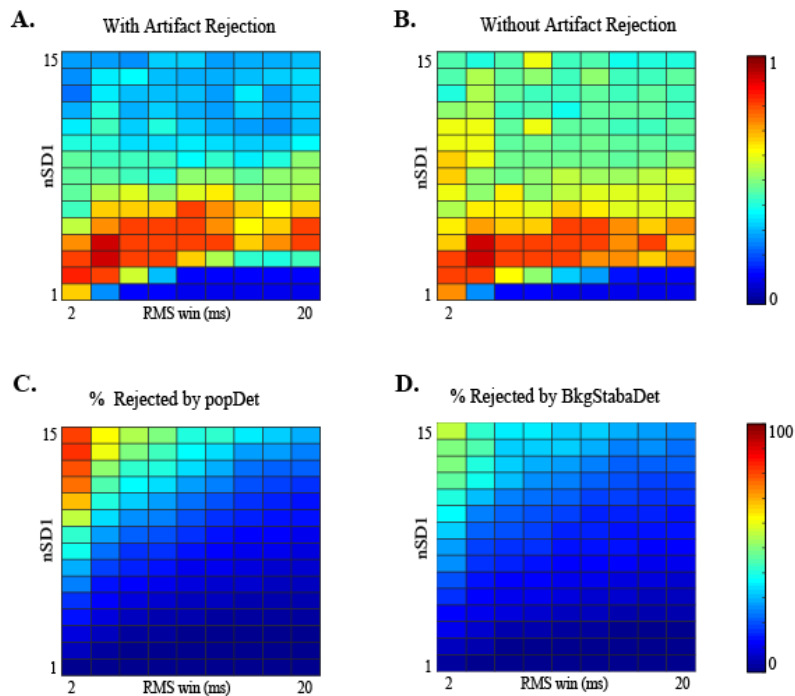 A.
With Artifact Rejection
15
nSD1
1
2
RMS win (ms)
20
B.
Without Artifact Rejection
15
nSD1
1
2
20
1
0
C.
% Rejected by popDet
15
nSD1
1
2
RMS win (ms)
20
D.
% Rejected by BkgStabaDet
15
nSD1
1
2
RMS win (ms)
20
100
0